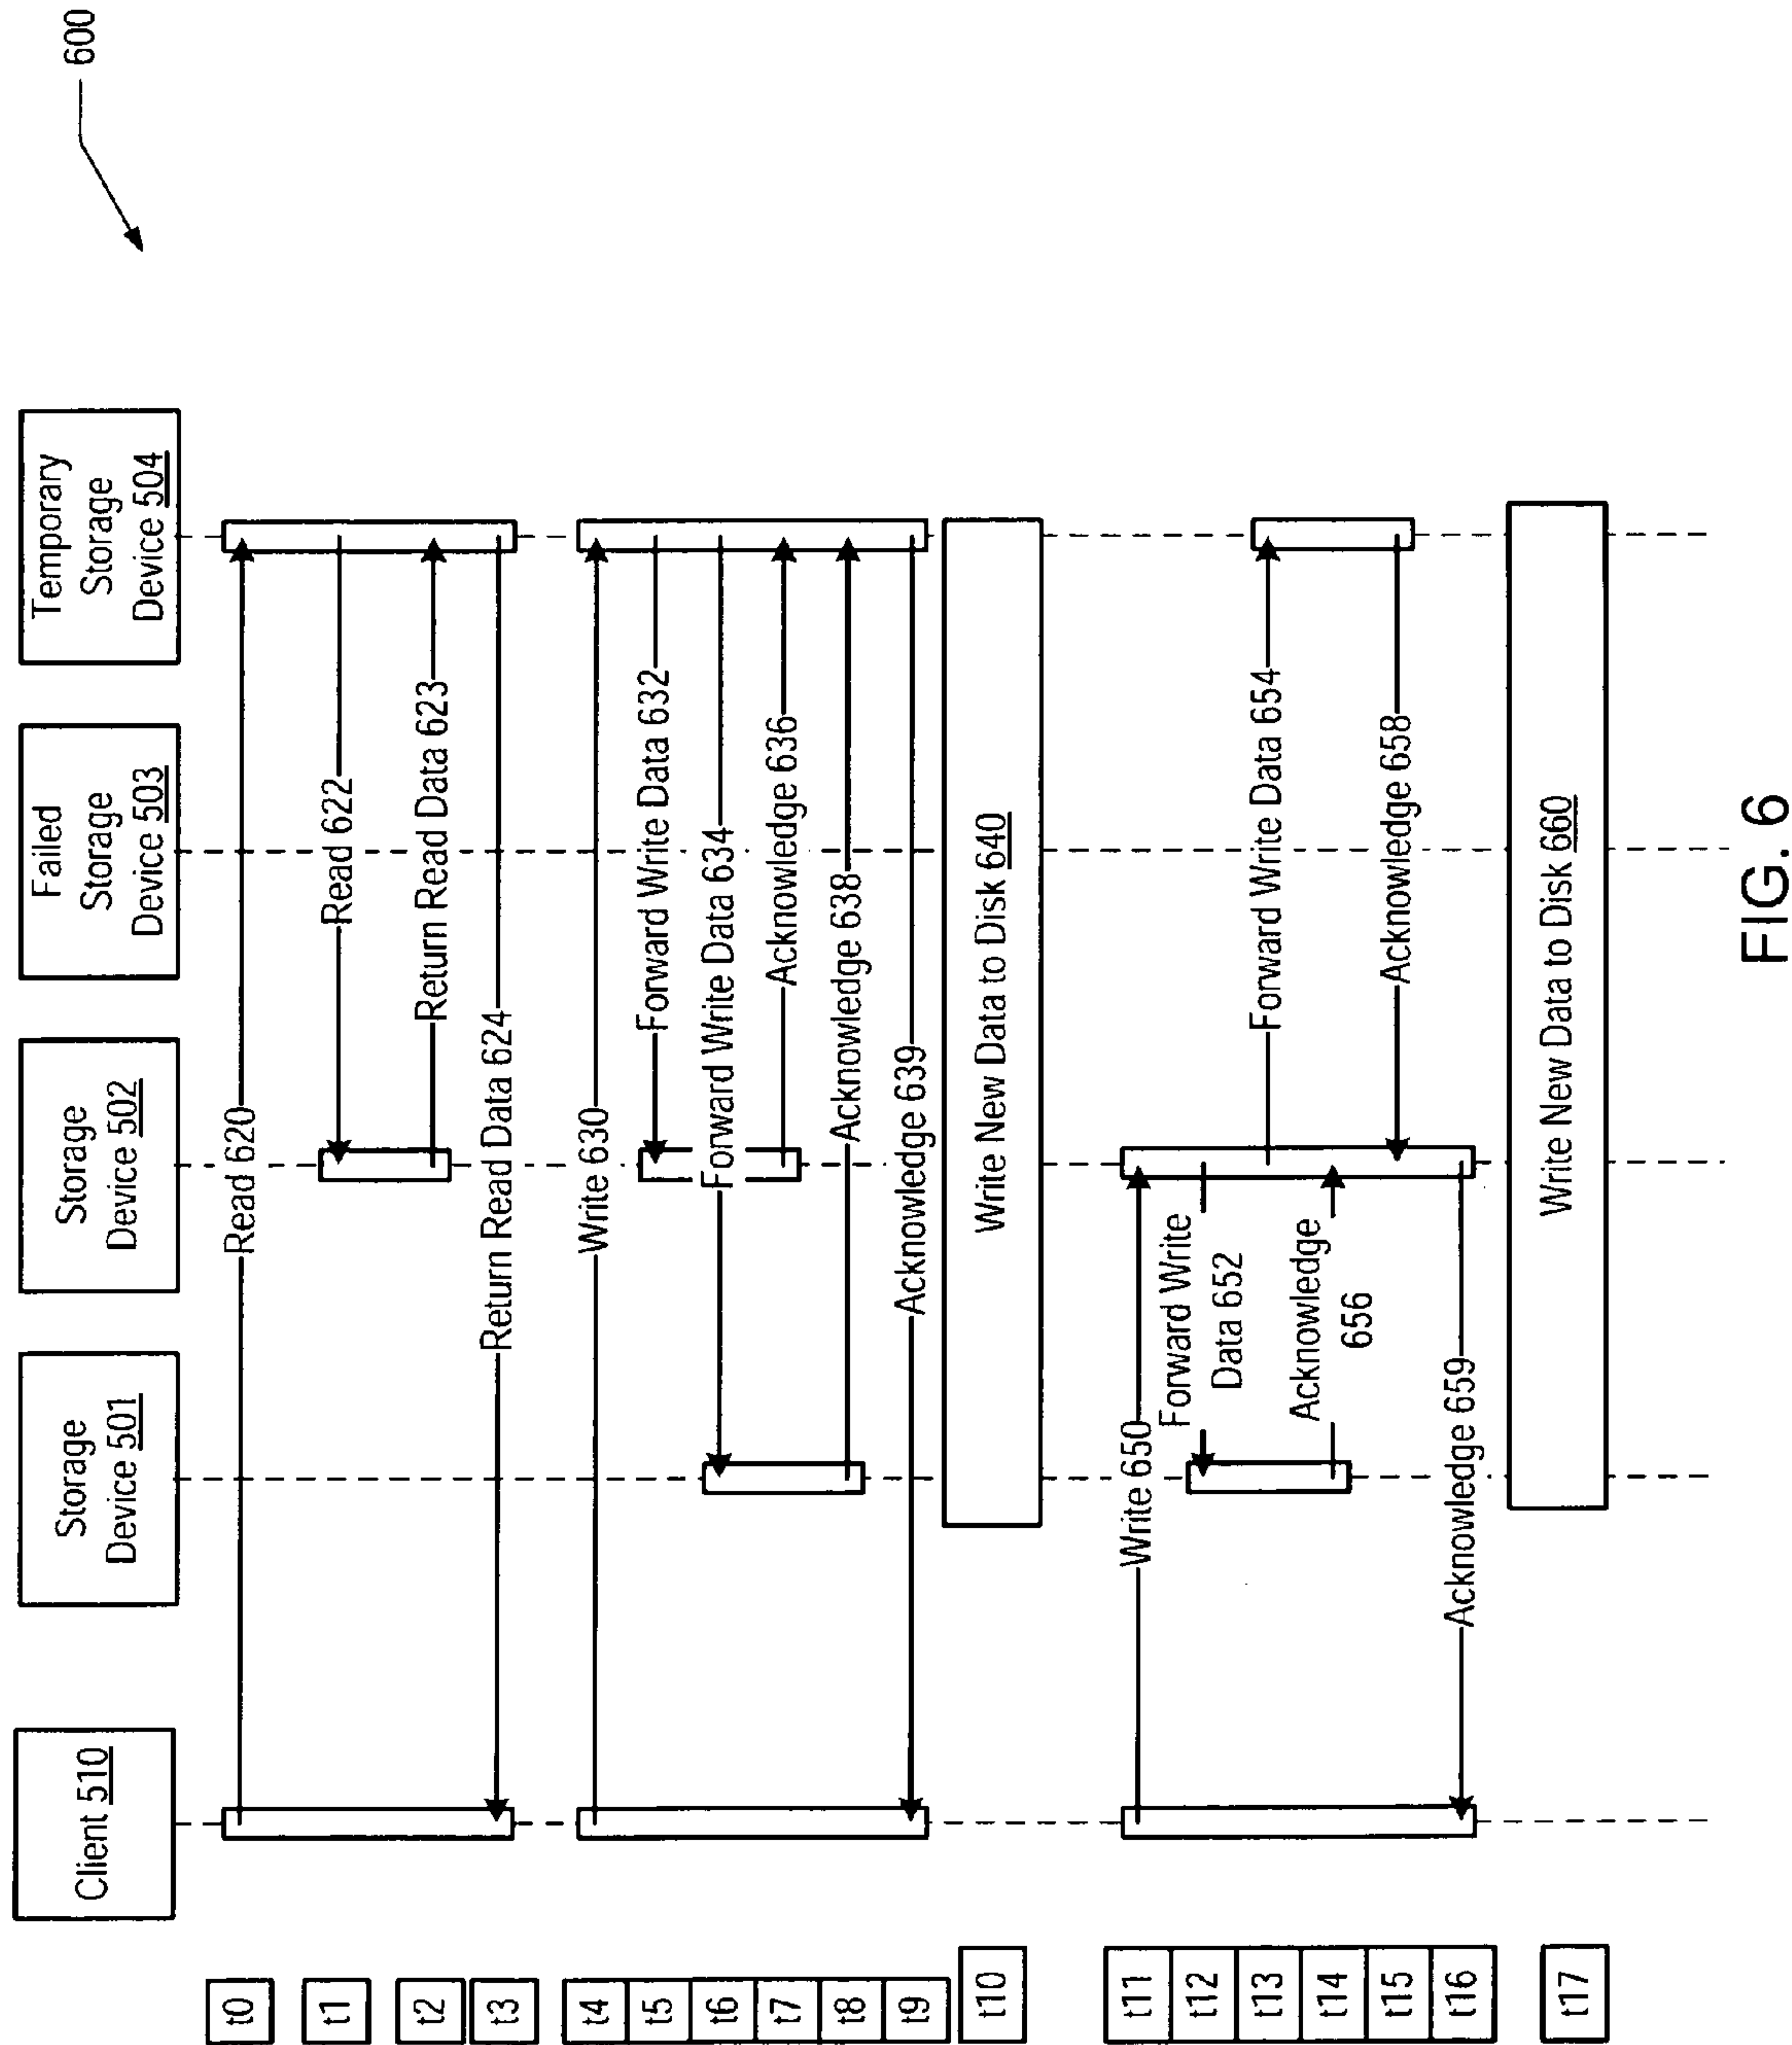 600
Client 510
Storage
Device 501
Storage
Device 502
Failed
Storage
Device 503
Temporary
Storage
Device 504
t0
Read 620
t1
Read 622
t2
Return Read Data 623
t3
Return Read Data 624
t4
Write 630
t5
Forward Write Data 632
t6
Forward Write Data 634
t7
Acknowledge 636
t8
Acknowledge 638
t9
Acknowledge 639
t10
Write New Data to Disk 640
t11
Write 650
t12
Forward Write
Data 652
t13
Forward Write Data 654
t14
Acknowledge
656
t15
Acknowledge 658
t16
Acknowledge 659
t17
Write New Data to Disk 660
FIG. 6